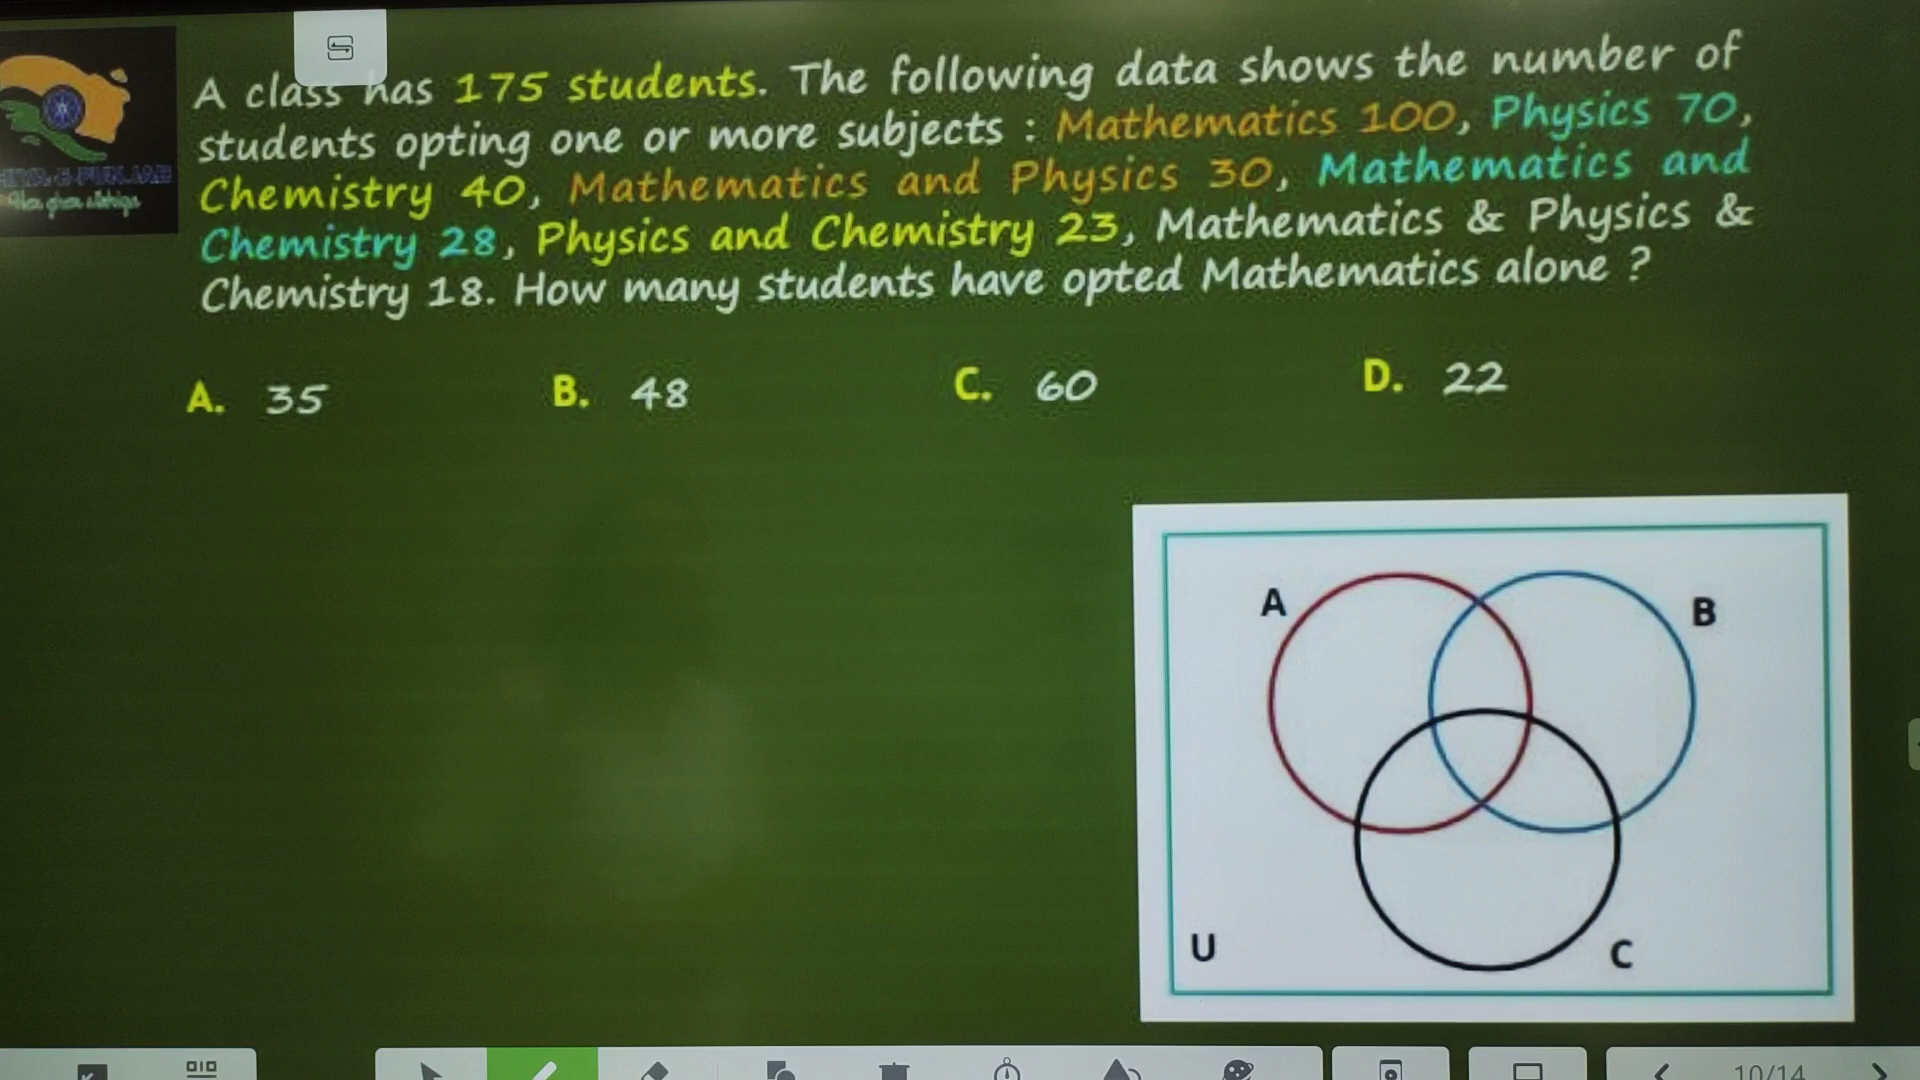 A class has 175 students. The following data shows the number of
students opting one or more subjects : Mathematics 100, Physics 70,
Chemistry 40, Mathematics and Physics 30, Mathematics and
Chemistry 28, Physics and Chemistry 23, Mathematics & Physics &
Chemistry 18. How many students have opted Mathematics alone ?
A. 35 B. 48 C. 60 D. 22
A
B
U
C
10/14